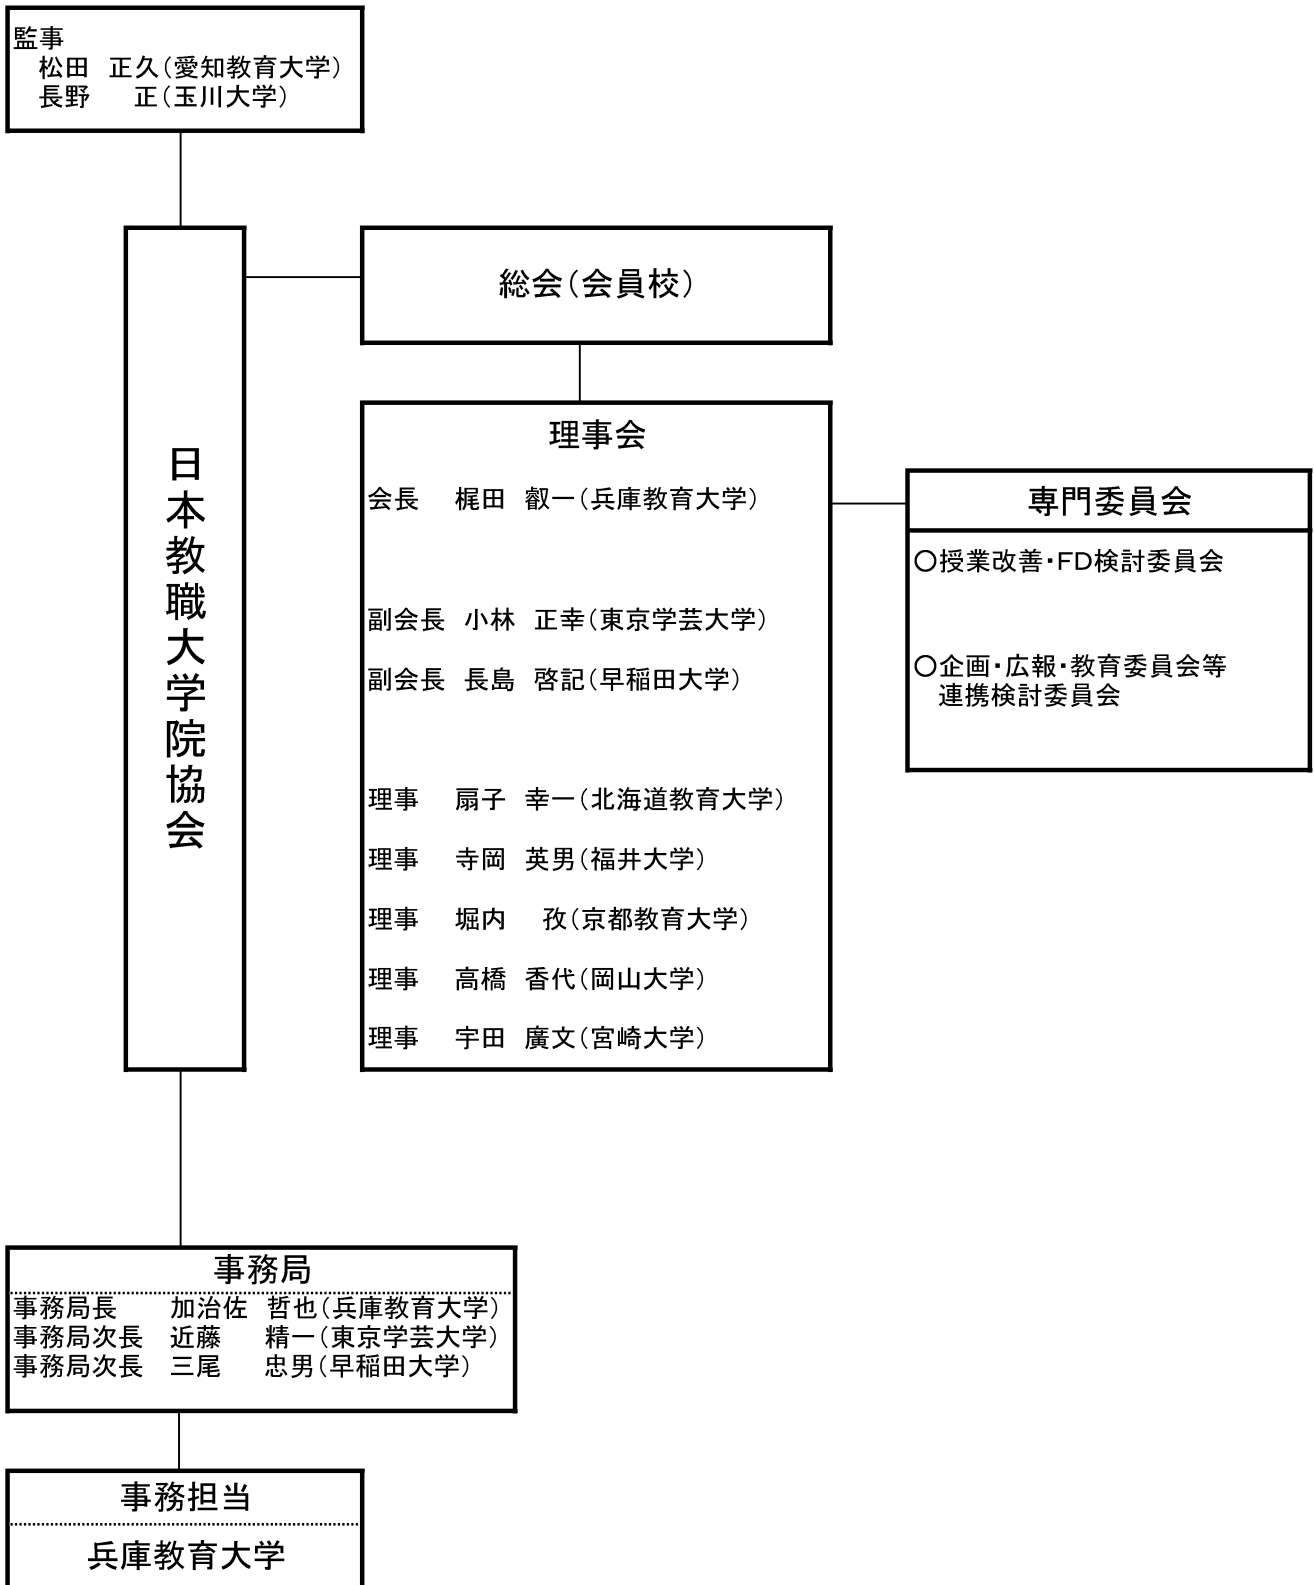 監事
松田 正久(愛知教育大学)
長野 正(玉川大学)
日本教職大学院協会
総会(会員校)
理事会
会長 梶田 叡一(兵庫教育大学)
副会長 小林 正幸(東京学芸大学)
副会長 長島 啓記(早稲田大学)
理事 扇子 幸一(北海道教育大学)
理事 寺岡 英男(福井大学)
理事 堀内 孜(京都教育大学)
理事 高橋 香代(岡山大学)
理事 宇田 廣文(宮崎大学)
専門委員会
○授業改善・FD検討委員会
○企画・広報・教育委員会等
連携検討委員会
事務局
事務局長 加治佐 哲也(兵庫教育大学)
事務局次長 近藤 精一(東京学芸大学)
事務局次長 三尾 忠男(早稲田大学)
事務担当
兵庫教育大学